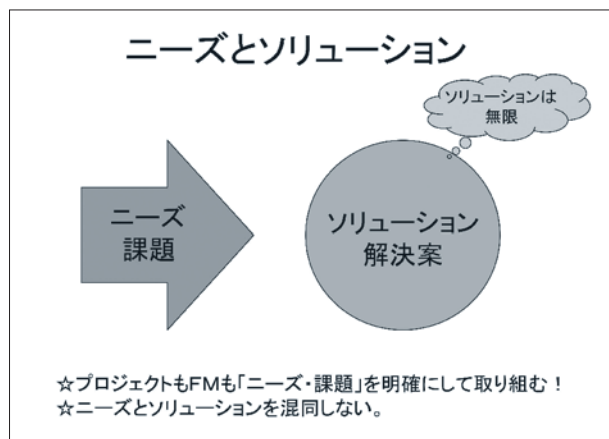 ニーズとソリューション
ソリューションは
無限
ニーズ
課題
ソリューション
解決案
☆プロジェクトもFMも「ニーズ・課題」を明確にして取り組む！
☆ニーズとソリューションを混同しない。